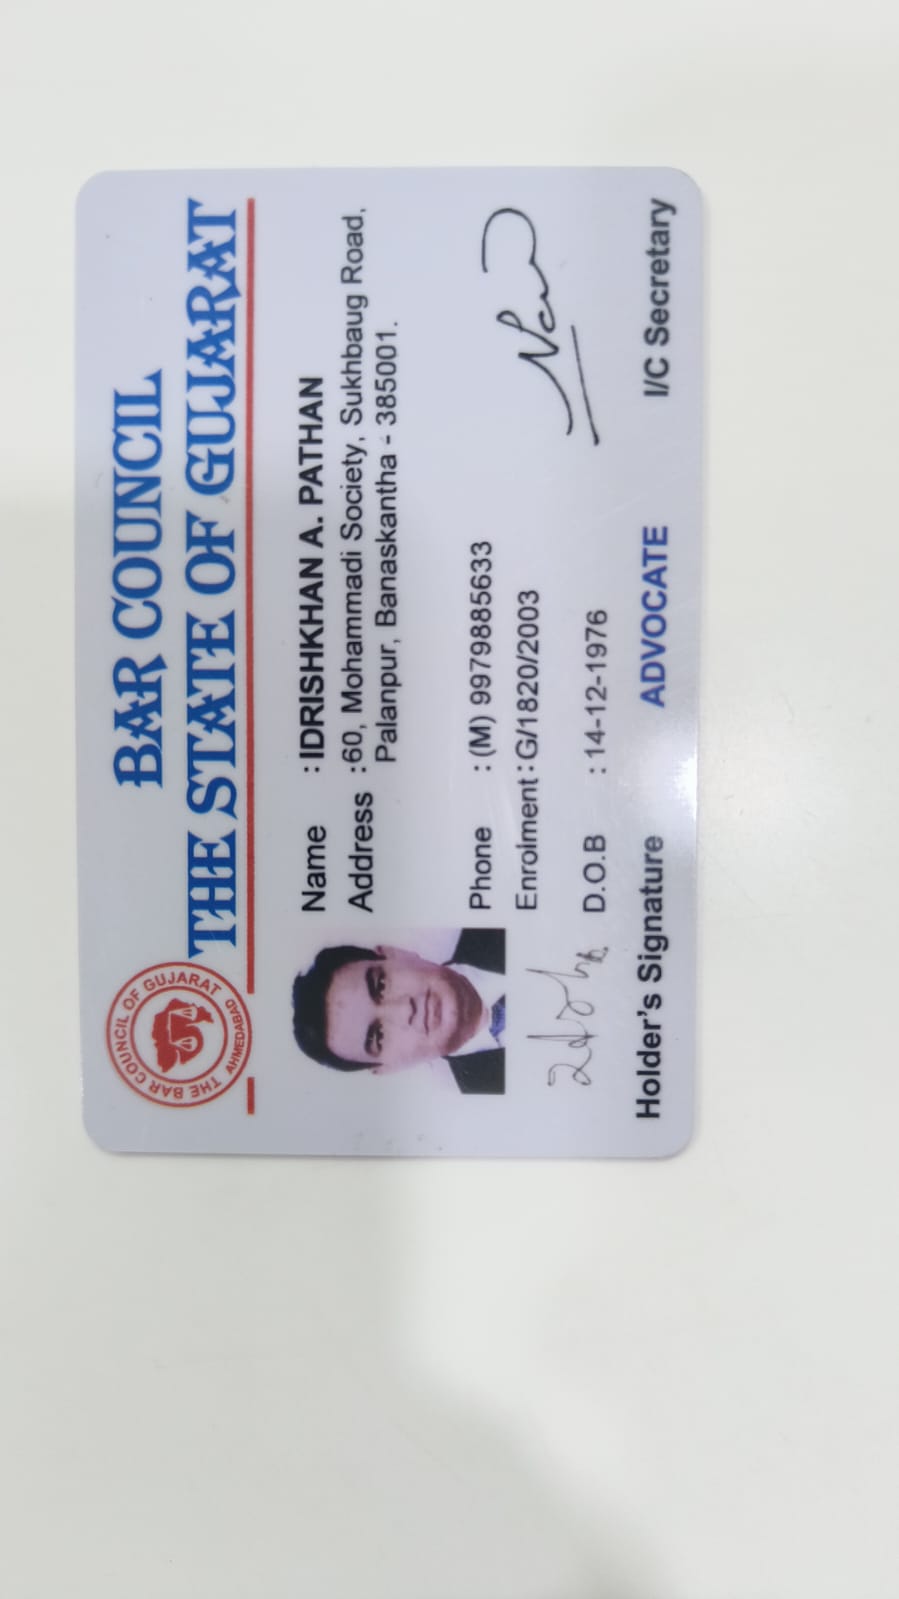 BAR COUNCIL
THE STATE OF GUJARAT
THE BAR COUNCIL OF GUJARAT
AHMEDABAD
Name : IDRISHKHAN A. PATHAN
Address : 60, Mohammadi Society, Sukhbaug Road,
Palanpur, Banaskantha - 385001.
Phone : (M) 9979885633
Enrolment : G/1820/2003
D.O.B : 14-12-1976
Holder's Signature ADVOCATE I/C Secretary